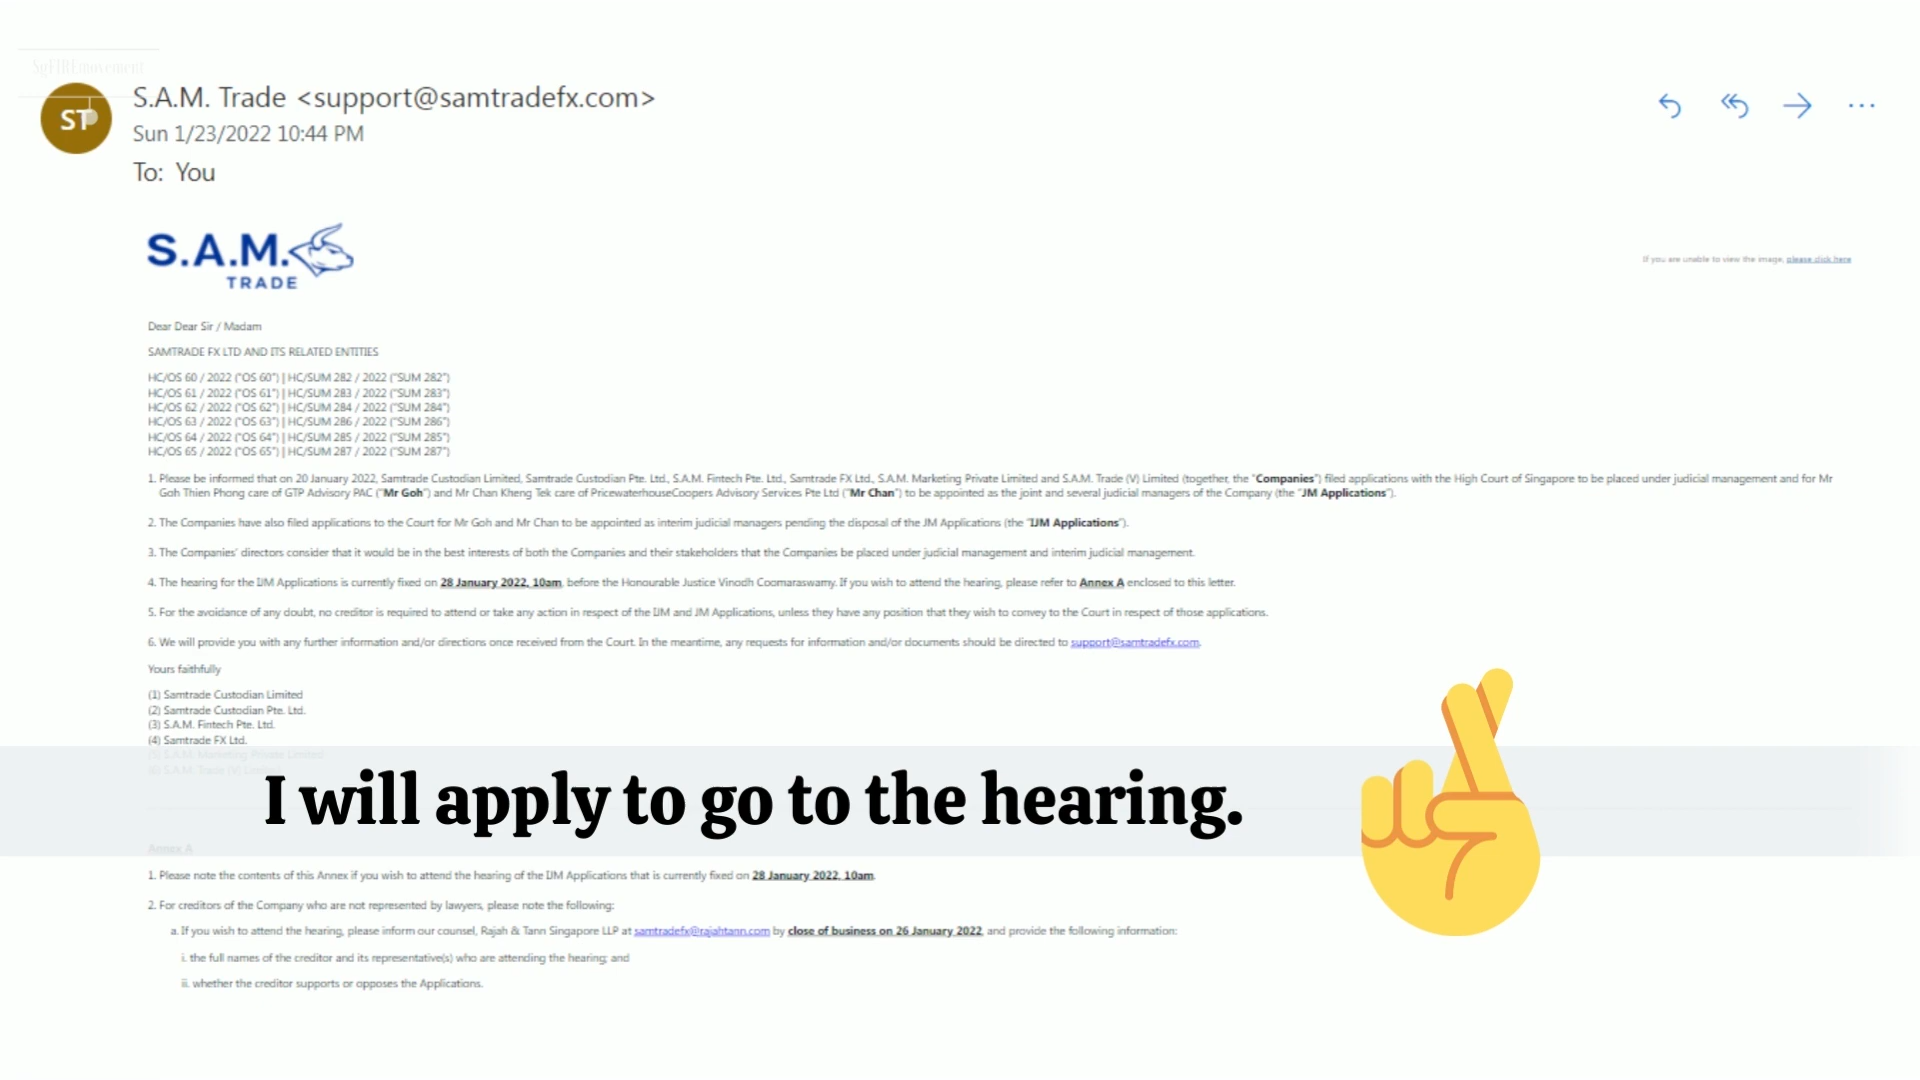 SgFIREmovement
ST
S.A.M. Trade <support@samtradefx.com>
Sun 1/23/2022 10:44 PM
To: You
S.A.M.
TRADE
If you are unable to view the image, please click here
Dear Dear Sir / Madam
SAMTRADE FX LTD AND ITS RELATED ENTITIES
HC/OS 60 / 2022 ("OS 60") | HC/SUM 282 / 2022 ("SUM 282")
HC/OS 61 / 2022 ("OS 61") | HC/SUM 283 / 2022 ("SUM 283")
HC/OS 62 / 2022 ("OS 62") | HC/SUM 284 / 2022 ("SUM 284")
HC/OS 63 / 2022 ("OS 63") | HC/SUM 286 / 2022 ("SUM 286")
HC/OS 64 / 2022 ("OS 64") | HC/SUM 285 / 2022 ("SUM 285")
HC/OS 65 / 2022 ("OS 65") | HC/SUM 287 / 2022 ("SUM 287")
1. Please be informed that on 20 January 2022, Samtrade Custodian Limited, Samtrade Custodian Pte. Ltd., S.A.M. Fintech Pte. Ltd., Samtrade FX Ltd., S.A.M. Marketing Private Limited and S.A.M. Trade (V) Limited (together, the "Companies") filed applications with the High Court of Singapore to be placed under judicial management and for Mr
Goh Thien Phong care of GTP Advisory PAC ("Mr Goh") and Mr Chan Kheng Tek care of PricewaterhouseCoopers Advisory Services Pte Ltd ("Mr Chan") to be appointed as the joint and several judicial managers of the Company (the "JM Applications").
2. The Companies have also filed applications to the Court for Mr Goh and Mr Chan to be appointed as interim judicial managers pending the disposal of the JM Applications (the "IJM Applications").
3. The Companies' directors consider that it would be in the best interests of both the Companies and their stakeholders that the Companies be placed under judicial management and interim judicial management.
4. The hearing for the IJM Applications is currently fixed on 28 January 2022, 10am, before the Honourable Justice Vinodh Coomaraswamy. If you wish to attend the hearing, please refer to Annex A enclosed to this letter.
5. For the avoidance of any doubt, no creditor is required to attend or take any action in respect of the IJM and JM Applications, unless they have any position that they wish to convey to the Court in respect of those applications.
6. We will provide you with any further information and/or directions once received from the Court. In the meantime, any requests for information and/or documents should be directed to support@samtradefx.com.
Yours faithfully
(1) Samtrade Custodian Limited
(2) Samtrade Custodian Pte. Ltd.
(3) S.A.M. Fintech Pte. Ltd.
(4) Samtrade FX Ltd.
(5) S.A.M. Marketing Private Limited
(6) S.A.M. Trade (V) Limited
I will apply to go to the hearing.
Annex A
1. Please note the contents of this Annex if you wish to attend the hearing of the IJM Applications that is currently fixed on 28 January 2022, 10am.
2. For creditors of the Company who are not represented by lawyers, please note the following:
a. If you wish to attend the hearing, please inform our counsel, Rajah & Tann Singapore LLP at samtradefx@rajahtann.com by close of business on 26 January 2022, and provide the following information:
i. the full names of the creditor and its representative(s) who are attending the hearing; and
ii. whether the creditor supports or opposes the Applications.